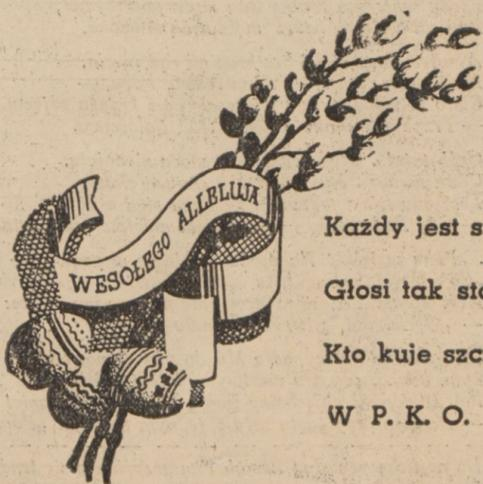 WESOŁEGO ALLELUJA
Każdy jest
Głosi tak
Kto kuje
W P. K. O.